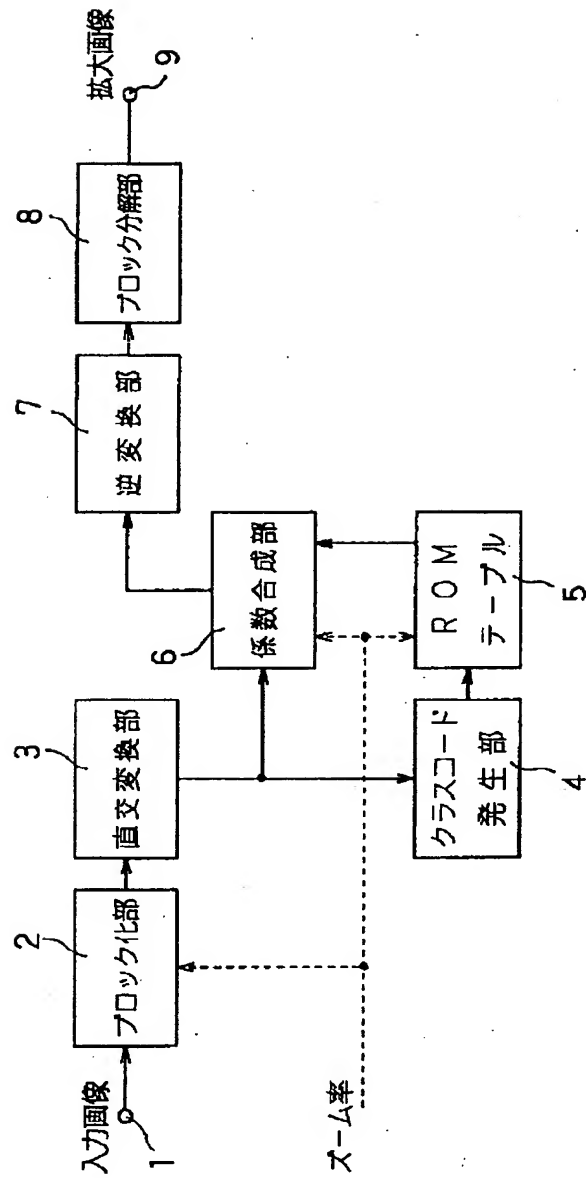 入力画像
1
2
ブロック化部
3
直交変換部
クラスコード
発生部
4
ROM
テーブル
5
6
係数合成部
7
逆変換部
8
ブロック分解部
拡大画像
9
ズーム率